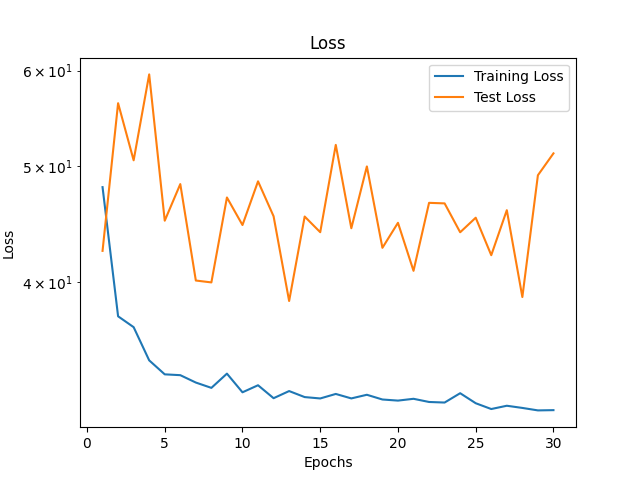 Loss
6 × 10¹
5 × 10¹
4 × 10¹
Loss
Training Loss
Test Loss
0 5 10 15 20 25 30
Epochs